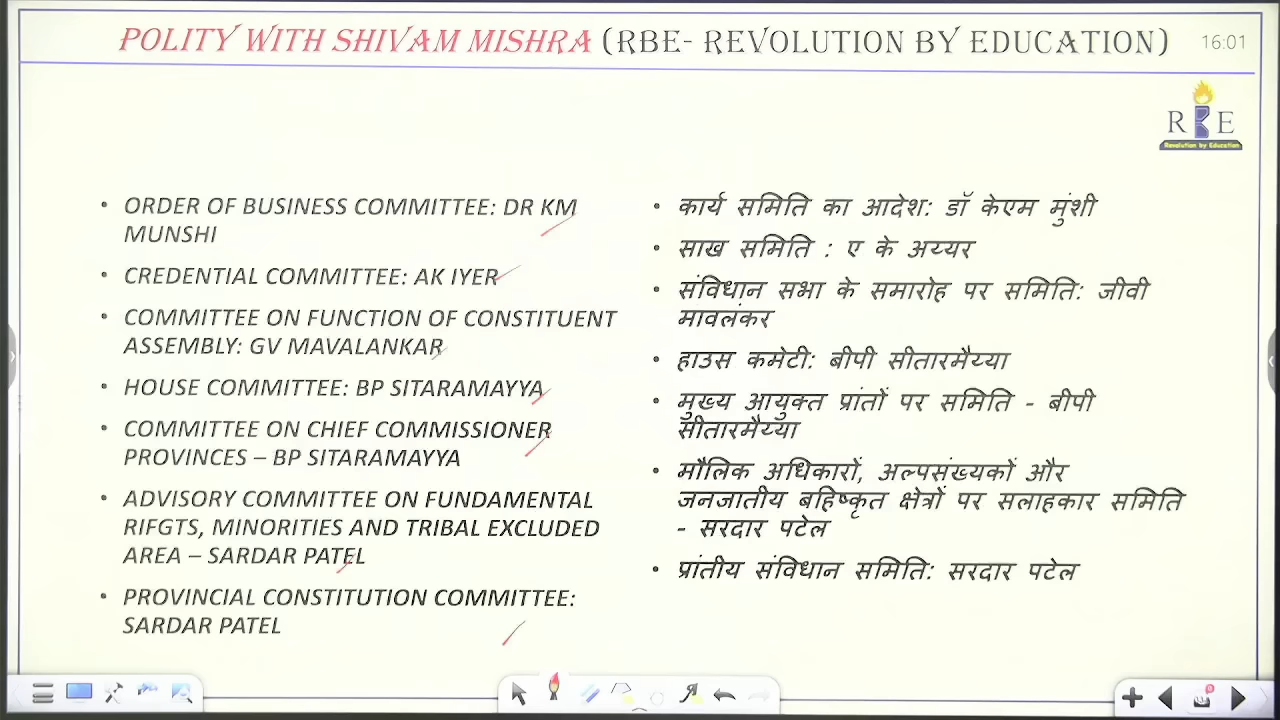 POLITY WITH SHIVAM MISHRA (RBE- REVOLUTION BY EDUCATION)
16:01
R E
Revolution by Education
• ORDER OF BUSINESS COMMITTEE: DR KM
MUNSHI
• CREDENTIAL COMMITTEE: AK IYER
• COMMITTEE ON FUNCTION OF CONSTITUENT
ASSEMBLY: GV MAVALANKAR
• HOUSE COMMITTEE: BP SITARAMAYYA
• COMMITTEE ON CHIEF COMMISSIONER
PROVINCES – BP SITARAMAYYA
• ADVISORY COMMITTEE ON FUNDAMENTAL
RIFGTS, MINORITIES AND TRIBAL EXCLUDED
AREA – SARDAR PATEL
• PROVINCIAL CONSTITUTION COMMITTEE:
SARDAR PATEL
• कार्य समिति का आदेश: डॉ केएम मुंशी
• साख समिति : ए के अय्यर
• संविधान सभा के समारोह पर समिति: जीवी
मावलंकर
• हाउस कमेटी: बीपी सीतारमैय्या
• मुख्य आयुक्त प्रांतों पर समिति - बीपी
सीतारमैय्या
• मौलिक अधिकारों, अल्पसंख्यकों और
जनजातीय बहिष्कृत क्षेत्रों पर सलाहकार समिति
- सरदार पटेल
• प्रांतीय संविधान समिति: सरदार पटेल